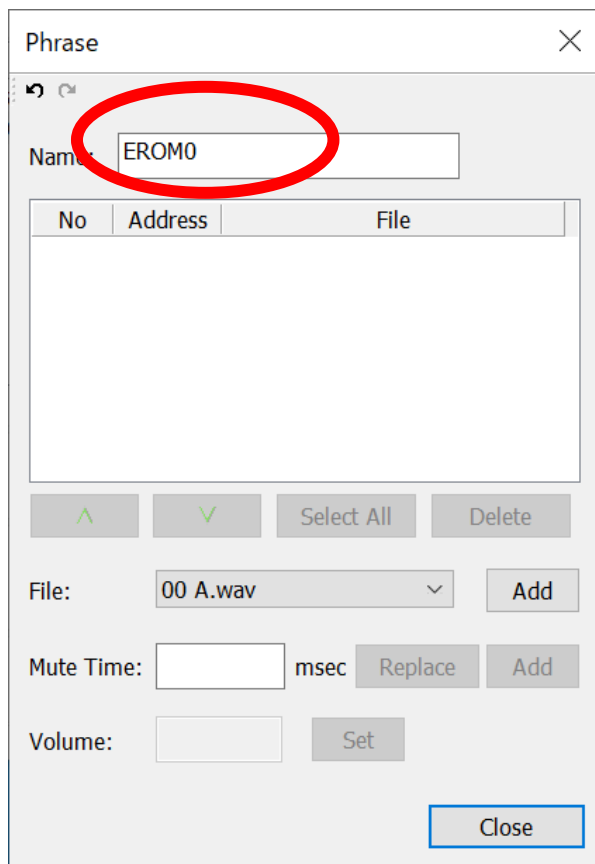 Phrase
Name: EROM0
No Address File
Select All Delete
File: 00 A.wav Add
Mute Time: msec Replace Add
Volume: Set
Close